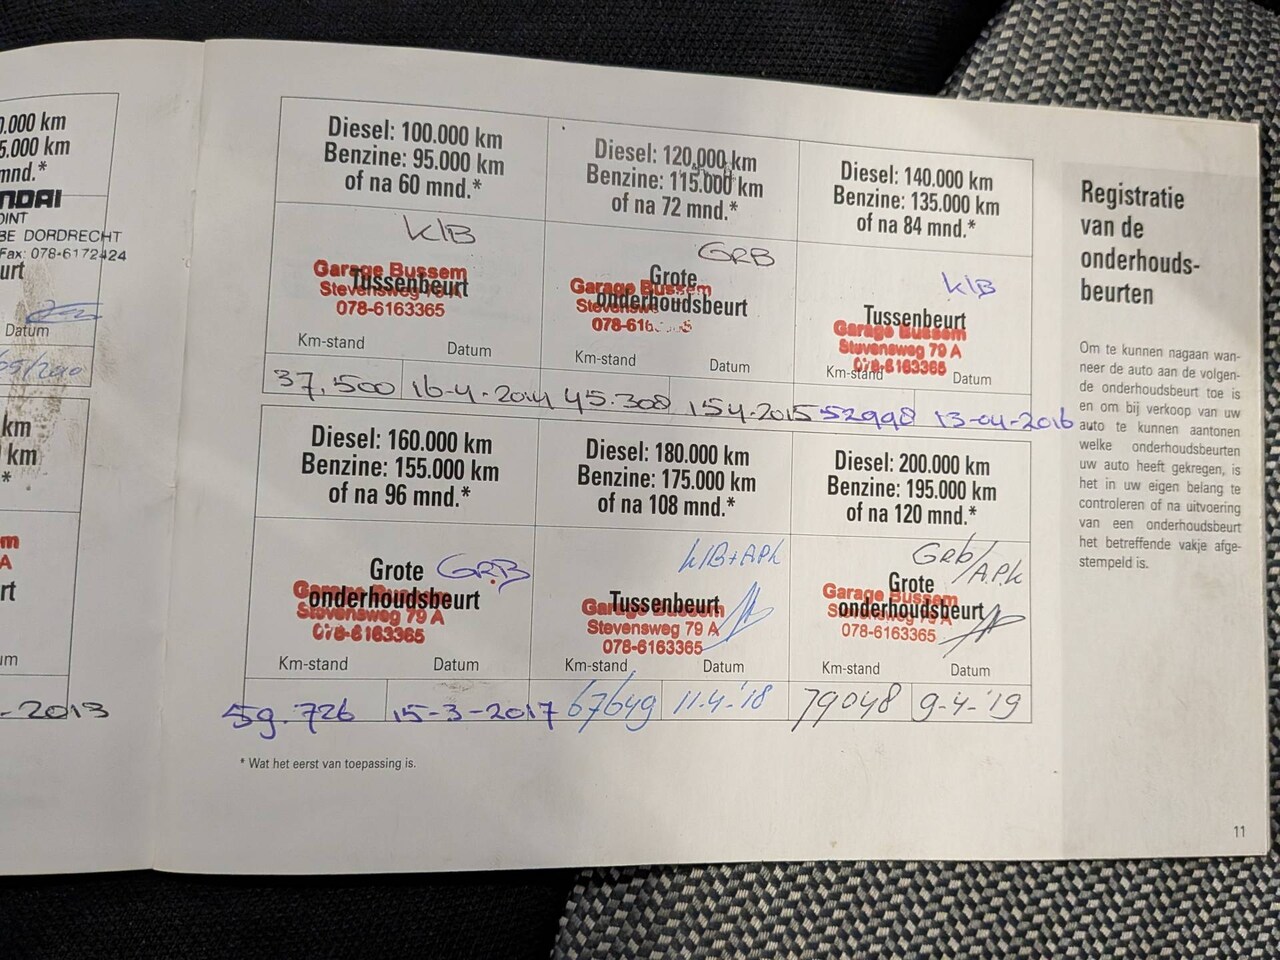 0.000 km
5.000 km
mnd.*
NDAI
OINT
BE DORDRECHT
Fax: 078-6172424
urt
Datum
km
km
*
m
A
rt
um
-2013
Diesel: 100.000 km
Benzine: 95.000 km
of na 60 mnd.*
KlB
Garage Bussem
Tussenbeurt
Stevensweg 79 A
078-6163365
Km-stand Datum
37.500 16-4-2014
Diesel: 120.000 km
Benzine: 115.000 km
of na 72 mnd.*
GRB
Grote
Garage Bussem
onderhoudsbeurt
Km-stand Datum
45.308 15-4-2015
Diesel: 140.000 km
Benzine: 135.000 km
of na 84 mnd.*
KlB
Tussenbeurt
Garage Bussem
Stevensweg 79 A
078-6163365
Km-stand Datum
52998 13-04-2016
Diesel: 160.000 km
Benzine: 155.000 km
of na 96 mnd.*
Grote GRB
Garage Bussem
onderhoudsbeurt
Stevensweg 79 A
078-6163365
Km-stand Datum
59.726 15-3-2017
Diesel: 180.000 km
Benzine: 175.000 km
of na 108 mnd.*
KlB+APk
Tussenbeurt
Garage Bussem
Stevensweg 79 A
078-6163365
Km-stand Datum
67649 11-4-'18
Diesel: 200.000 km
Benzine: 195.000 km
of na 120 mnd.*
Grb/APk
Grote
Garage Bussem
onderhoudsbeurt
Stevensweg 79 A
078-6163365
Km-stand Datum
79048 9-4-'19
* Wat het eerst van toepassing is.
Registratie
van de
onderhouds-
beurten
Om te kunnen nagaan wan-
neer de auto aan de volgen-
de onderhoudsbeurt toe is
en om bij verkoop van uw
auto te kunnen aantonen
welke onderhoudsbeurten
uw auto heeft gekregen, is
het in uw eigen belang te
controleren of na uitvoering
van een onderhoudsbeurt
het betreffende vakje afge-
stempeld is.
11